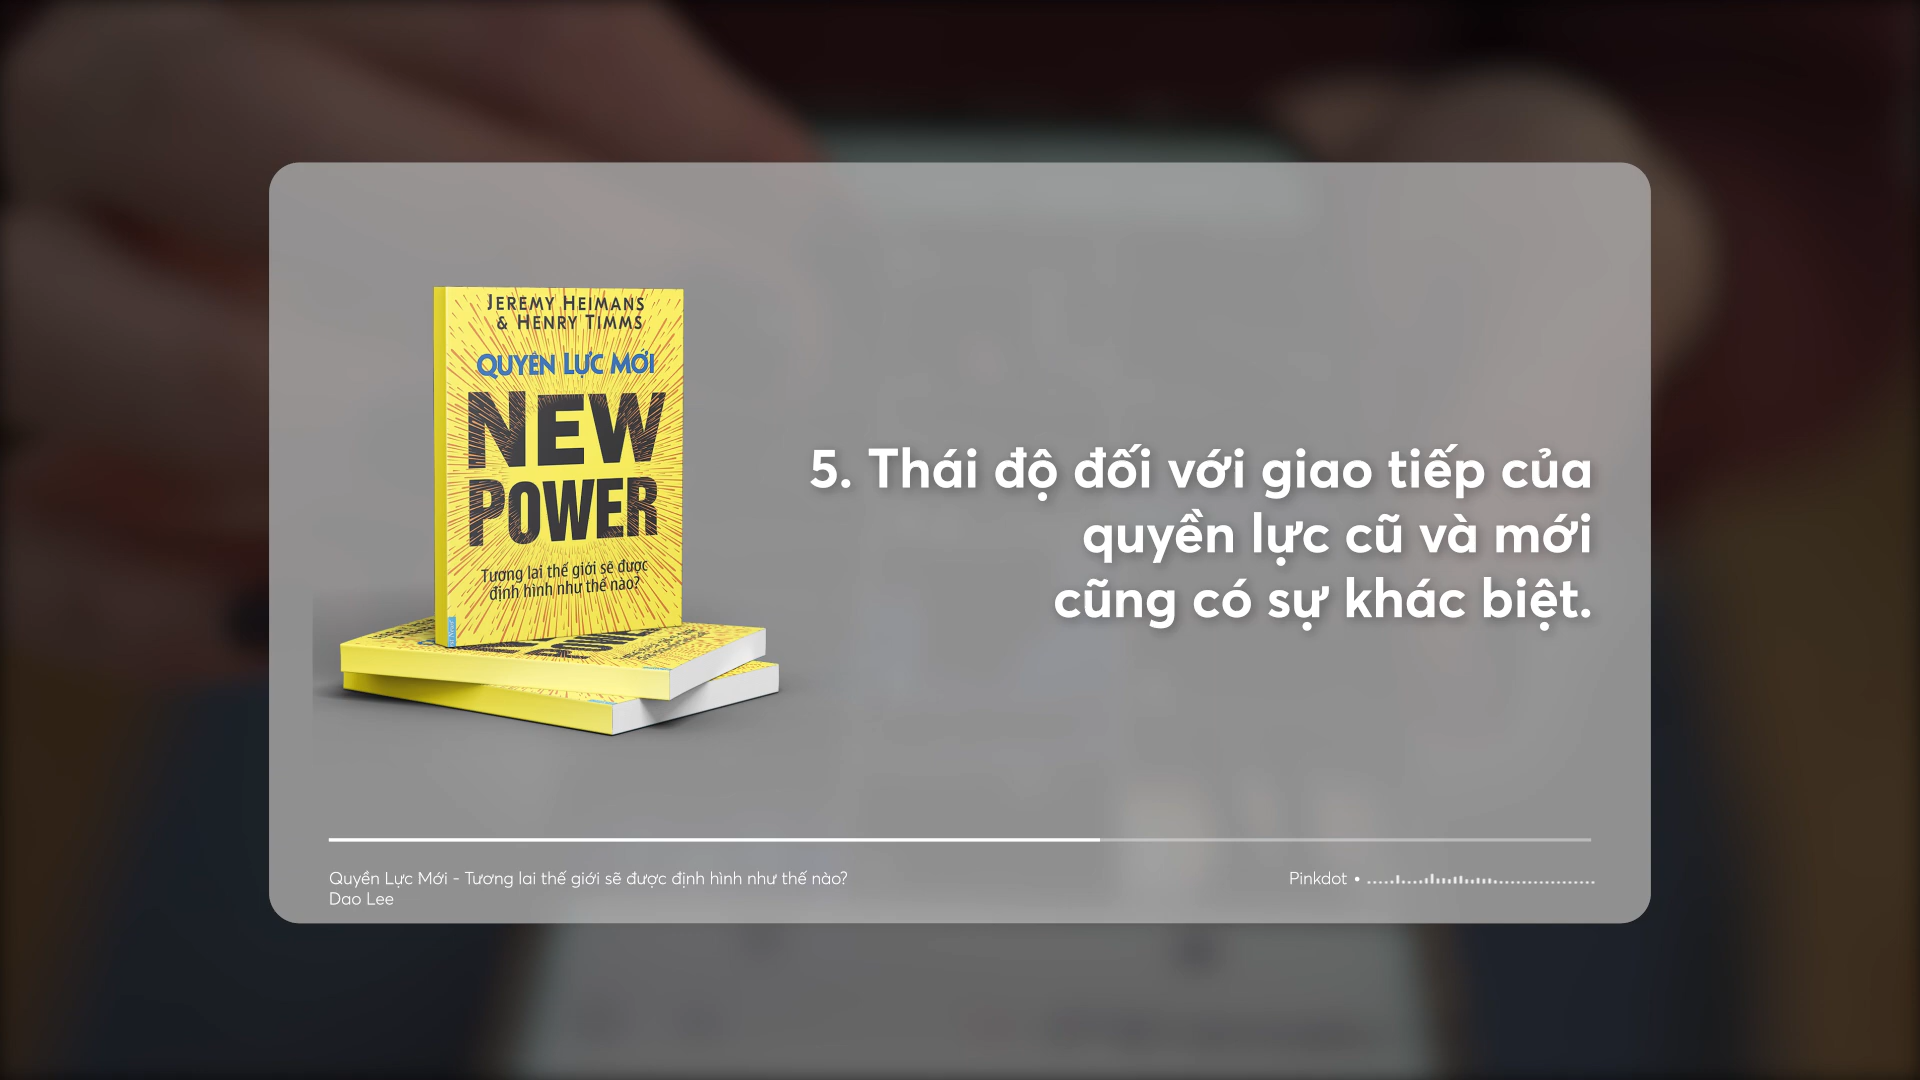 JEREMY HEIMANS
& HENRY TIMMS
QUYỀN LỰC MỚI
NEW
POWER
Tương lai thế giới sẽ được
định hình như thế nào?
5. Thái độ đối với giao tiếp của
quyền lực cũ và mới
cũng có sự khác biệt.
Quyền Lực Mới - Tương lai thế giới sẽ được định hình như thế nào?
Dao Lee
Pinkdot •